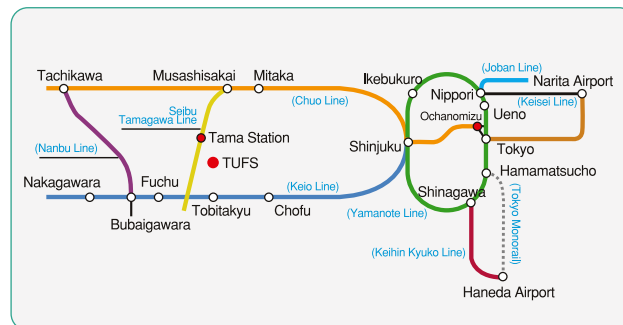 Ikebukuro
(Joban Line)
Tachikawa
Musashisakai
Mitaka
Nippori
Narita Airport
(Chuo Line)
(Keisei Line)
Seibu
Tamagawa Line
Ueno
Ochanomizu
Tama Station
(Nanbu Line)
Shinjuku
Tokyo
TUFS
Hamamatsucho
Nakagawara
Fuchu
(Keio Line)
Shinagawa
Tobitakyu
Chofu
(Yamanote Line)
Bubaigawara
(Tokyo Monorail)
(Keihin Kyuko Line)
Haneda Airport